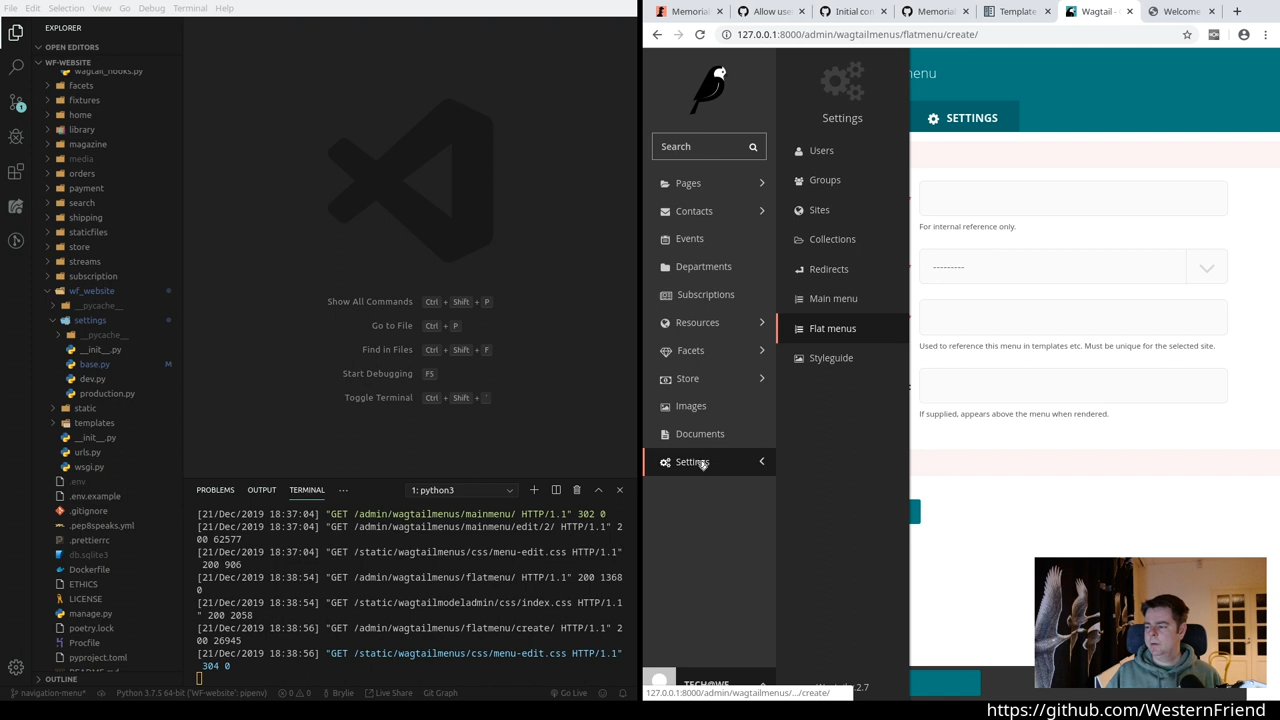 File Edit Selection View Go Debug Terminal Help
EXPLORER
OPEN EDITORS
WF-WEBSITE
wagtail_hooks.py
facets
fixtures
home
library
magazine
media
orders
payment
search
shipping
staticfiles
store
streams
subscription
wf_website
__pycache__
settings
__pycache__
__init__.py
base.py M
dev.py
production.py
static
templates
__init__.py
urls.py
wsgi.py
.env
.env.example
.gitignore
.pep8speaks.yml
.prettierrc
db.sqlite3
Dockerfile
ETHICS
LICENSE
manage.py
poetry.lock
Procfile
pyproject.toml
OUTLINE
Show All Commands Ctrl + Shift + P
Go to File Ctrl + P
Find in Files Ctrl + Shift + F
Start Debugging F5
Toggle Terminal Ctrl + Shift + `
PROBLEMS OUTPUT TERMINAL ··· 1: python3
[21/Dec/2019 18:37:04] "GET /admin/wagtailmenus/mainmenu/ HTTP/1.1" 302 0
[21/Dec/2019 18:37:04] "GET /admin/wagtailmenus/mainmenu/edit/2/ HTTP/1.1" 2
00 62577
[21/Dec/2019 18:37:04] "GET /static/wagtailmenus/css/menu-edit.css HTTP/1.1"
200 906
[21/Dec/2019 18:38:54] "GET /admin/wagtailmenus/flatmenu/ HTTP/1.1" 200 1368
0
[21/Dec/2019 18:38:54] "GET /static/wagtailmodeladmin/css/index.css HTTP/1.1
" 200 2058
[21/Dec/2019 18:38:56] "GET /admin/wagtailmenus/flatmenu/create/ HTTP/1.1" 2
00 26945
[21/Dec/2019 18:38:56] "GET /static/wagtailmenus/css/menu-edit.css HTTP/1.1"
304 0
navigation-menu* Python 3.7.5 64-bit ('WF-website': pipenv) 0 0 Brylie Live Share Git Graph Go Live
Memorial Allow use Initial co Memorial Template Wagtail - Welcome
127.0.0.1:8000/admin/wagtailmenus/flatmenu/create/
Search
Pages
Contacts
Events
Departments
Subscriptions
Resources
Facets
Store
Images
Documents
Settings
TECH@WE
Settings
Users
Groups
Sites
Collections
Redirects
Main menu
Flat menus
Styleguide
2.7
127.0.0.1:8000/admin/wagtailmenus/.../create/
enu
SETTINGS
For internal reference only.
---------
Used to reference this menu in templates etc. Must be unique for the selected site.
If supplied, appears above the menu when rendered.
https://github.com/WesternFriend